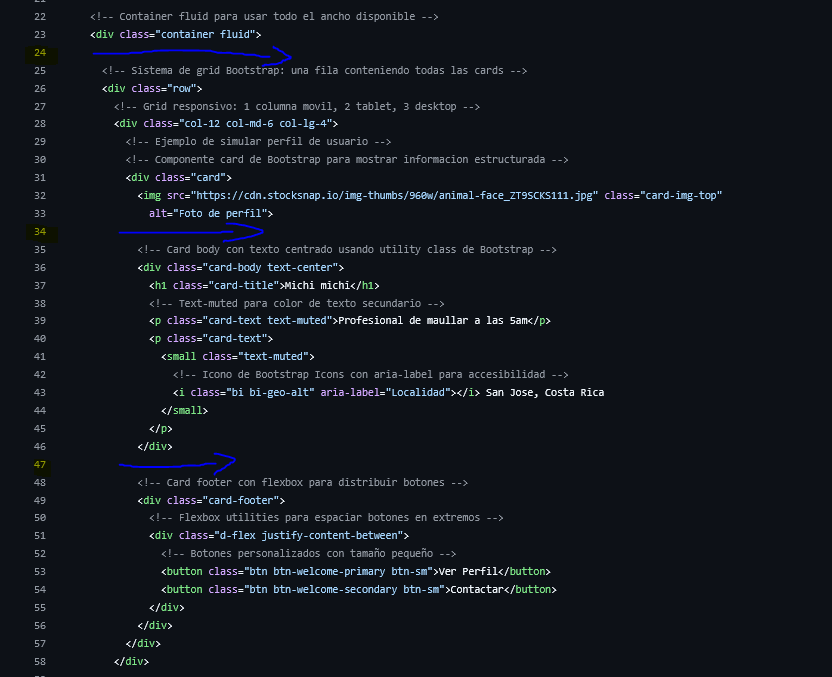 22 <!-- Container fluid para usar todo el ancho disponible -->
23 <div class="container fluid">
24
25 <!-- Sistema de grid Bootstrap: una fila conteniendo todas las cards -->
26 <div class="row">
27 <!-- Grid responsivo: 1 columna movil, 2 tablet, 3 desktop -->
28 <div class="col-12 col-md-6 col-lg-4">
29 <!-- Ejemplo de simular perfil de usuario -->
30 <!-- Componente card de Bootstrap para mostrar informacion estructurada -->
31 <div class="card">
32 <img src="https://cdn.stocksnap.io/img-thumbs/960w/animal-face_ZT9SCKS111.jpg" class="card-img-top"
33 alt="Foto de perfil">
34
35 <!-- Card body con texto centrado usando utility class de Bootstrap -->
36 <div class="card-body text-center">
37 <h1 class="card-title">Michi michi</h1>
38 <!-- Text-muted para color de texto secundario -->
39 <p class="card-text text-muted">Profesional de maullar a las 5am</p>
40 <p class="card-text">
41 <small class="text-muted">
42 <!-- Icono de Bootstrap Icons con aria-label para accesibilidad -->
43 <i class="bi bi-geo-alt" aria-label="Localidad"></i> San Jose, Costa Rica
44 </small>
45 </p>
46 </div>
47
48 <!-- Card footer con flexbox para distribuir botones -->
49 <div class="card-footer">
50 <!-- Flexbox utilities para espaciar botones en extremos -->
51 <div class="d-flex justify-content-between">
52 <!-- Botones personalizados con tamaño pequeño -->
53 <button class="btn btn-welcome-primary btn-sm">Ver Perfil</button>
54 <button class="btn btn-welcome-secondary btn-sm">Contactar</button>
55 </div>
56 </div>
57 </div>
58 </div>